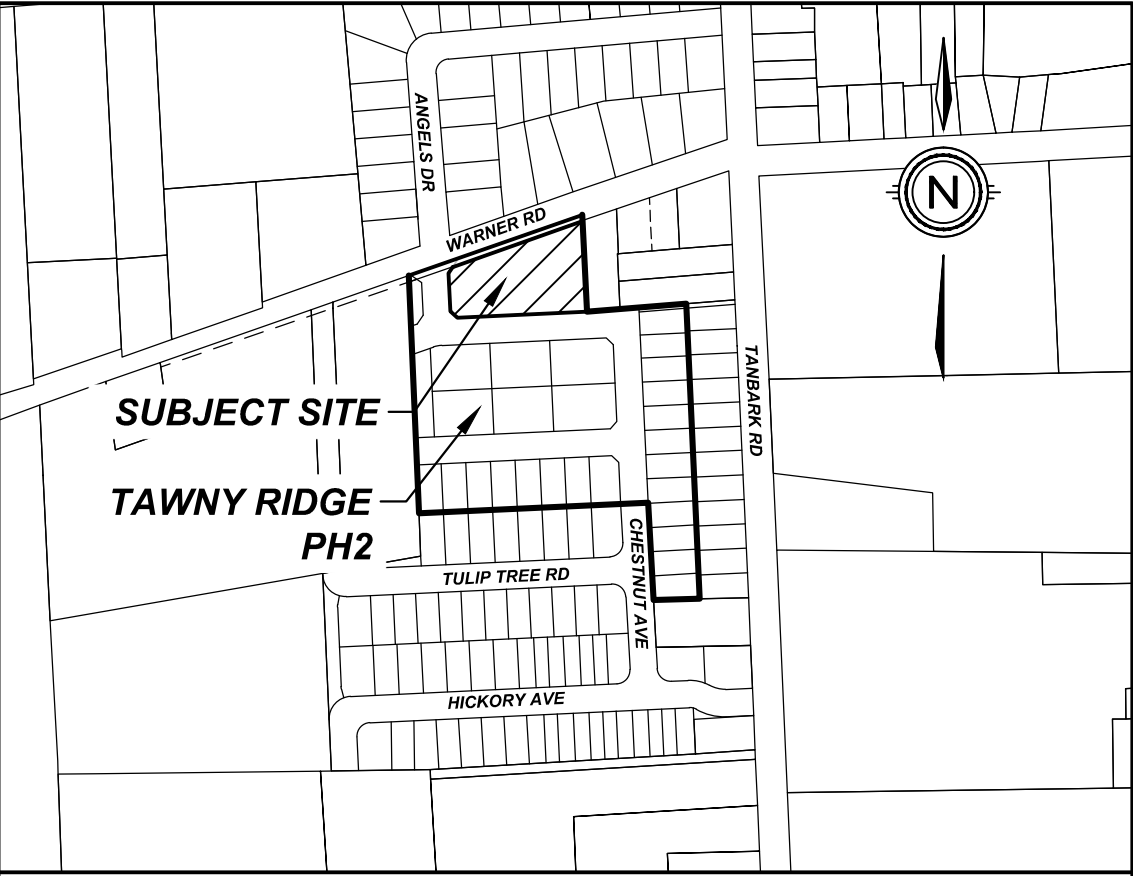 ANGELS DR
N
WARNER RD
TANBARK RD
SUBJECT SITE
TAWNY RIDGE
PH2
CHESTNUT AVE
TULIP TREE RD
HICKORY AVE